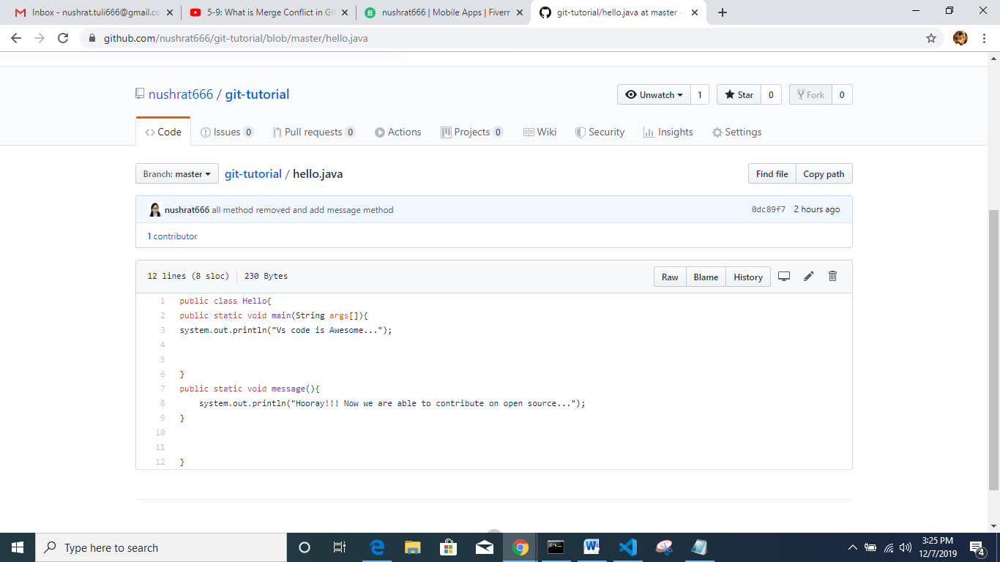 Inbox - nushrat.tuli666@gmail.co
5-9: What is Merge Conflict in Gi
nushrat666 | Mobile Apps | Fiverr
git-tutorial/hello.java at master ·
github.com/nushrat666/git-tutorial/blob/master/hello.java
nushrat666 / git-tutorial
Unwatch 1
Star 0
Fork 0
Code
Issues 0
Pull requests 0
Actions
Projects 0
Wiki
Security
Insights
Settings
Branch: master
git-tutorial / hello.java
Find file
Copy path
nushrat666 all method removed and add message method
0dc89f7 2 hours ago
1 contributor
12 lines (8 sloc) 230 Bytes
Raw
Blame
History
1 public class Hello{
2 public static void main(String args[]){
3 system.out.println("Vs code is Awesome...");
4
5
6 }
7 public static void message(){
8     system.out.println("Hooray!!! Now we are able to contribute on open source...");
9 }
10
11
12 }
Type here to search
3:25 PM
12/7/2019
4